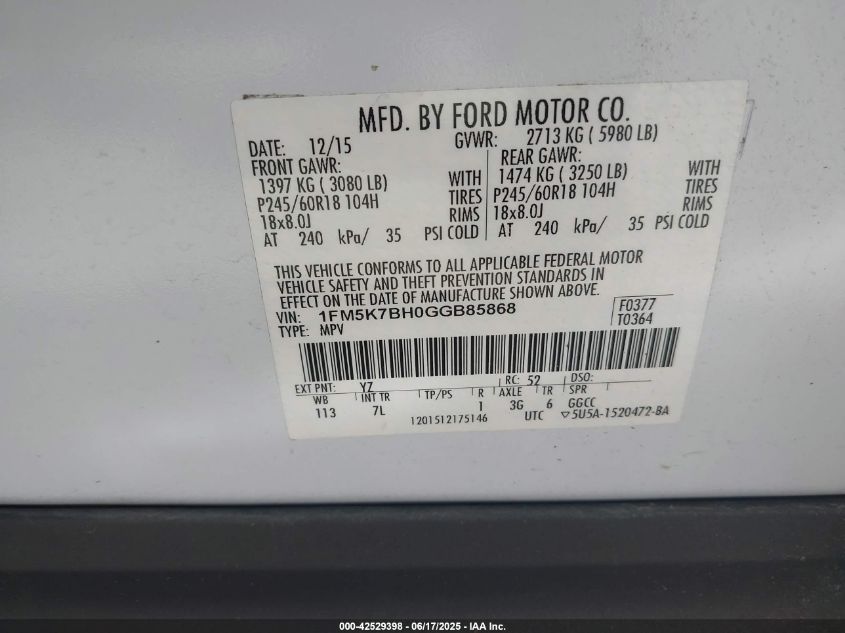 MFD. BY FORD MOTOR CO.
DATE: 12/15 GVWR: 2713 KG ( 5980 LB)
FRONT GAWR: REAR GAWR:
1397 KG ( 3080 LB) WITH 1474 KG ( 3250 LB) WITH
P245/60R18 104H TIRES P245/60R18 104H TIRES
18x8.0J RIMS 18x8.0J RIMS
AT 240 kPa/ 35 PSI COLD AT 240 kPa/ 35 PSI COLD
THIS VEHICLE CONFORMS TO ALL APPLICABLE FEDERAL MOTOR
VEHICLE SAFETY AND THEFT PREVENTION STANDARDS IN
EFFECT ON THE DATE OF MANUFACTURE SHOWN ABOVE.
VIN: 1FM5K7BH0GGB85868 F0377
TYPE: MPV T0364
EXT PNT: YZ RC: 52 DSO:
WB INT TR TP/PS R AXLE TR SPR
113 7L 1 3G 6 GGCC
1201512175146 UTC ▽5U5A-1520472-BA
000-42529398 - 06/17/2025 - IAA Inc.